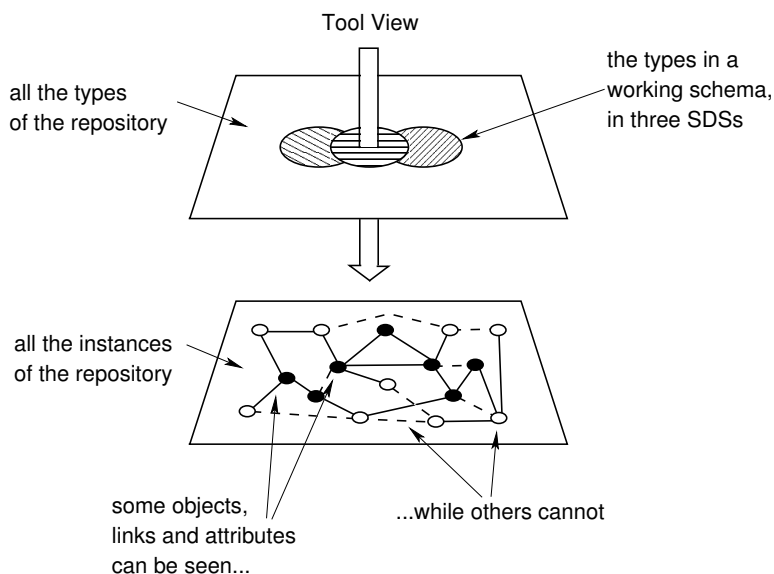 Tool View
all the types
of the repository
the types in a
working schema,
in three SDSs
all the instances
of the repository
some objects,
links and attributes
can be seen...
...while others cannot